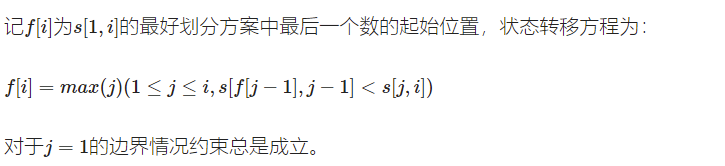 记f[i]为s[1,i]的最好划分方案中最后一个数的起始位置，状态转移方程为：
f[i] = max(j)(1 ≤ j ≤ i, s[f[j − 1], j − 1] < s[j, i])
对于j = 1的边界情况约束总是成立。